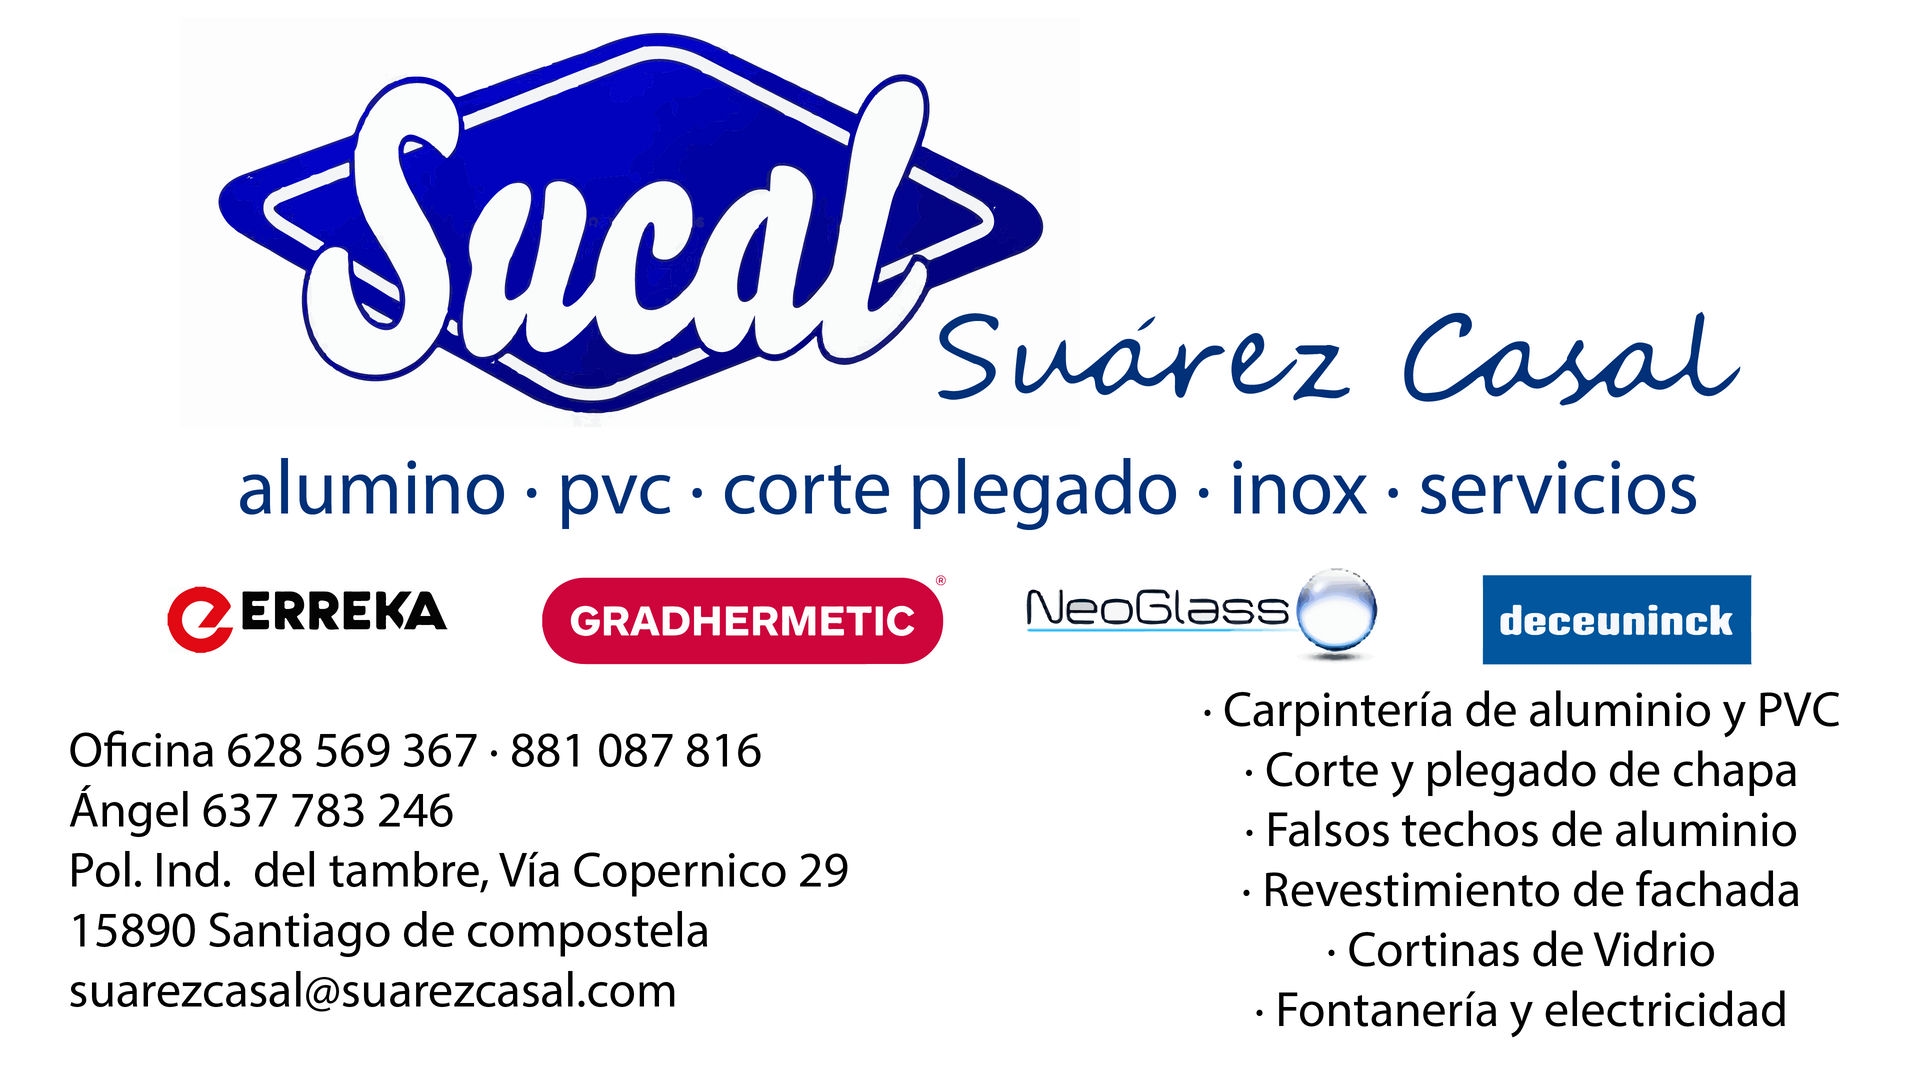 Sucal
Suárez Casal
alumino · pvc · corte plegado · inox · servicios
ERREKA
GRADHERMETIC®
NeoGlass
deceuninck
Oficina 628 569 367 · 881 087 816
Ángel 637 783 246
Pol. Ind. del tambre, Vía Copernico 29
15890 Santiago de compostela
suarezcasal@suarezcasal.com
· Carpintería de aluminio y PVC
· Corte y plegado de chapa
· Falsos techos de aluminio
· Revestimiento de fachada
· Cortinas de Vidrio
· Fontanería y electricidad